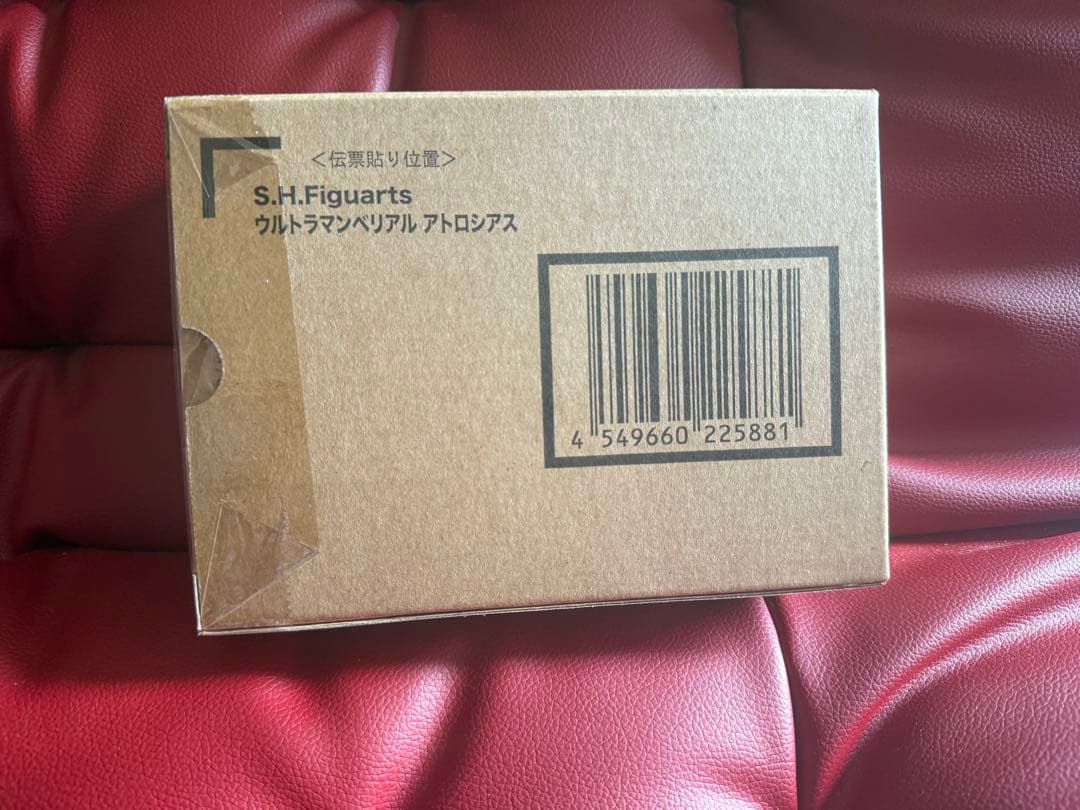 <伝票貼り位置>
S.H.Figuarts
ウルトラマンベリアル アトロシアス
4 549660 225881